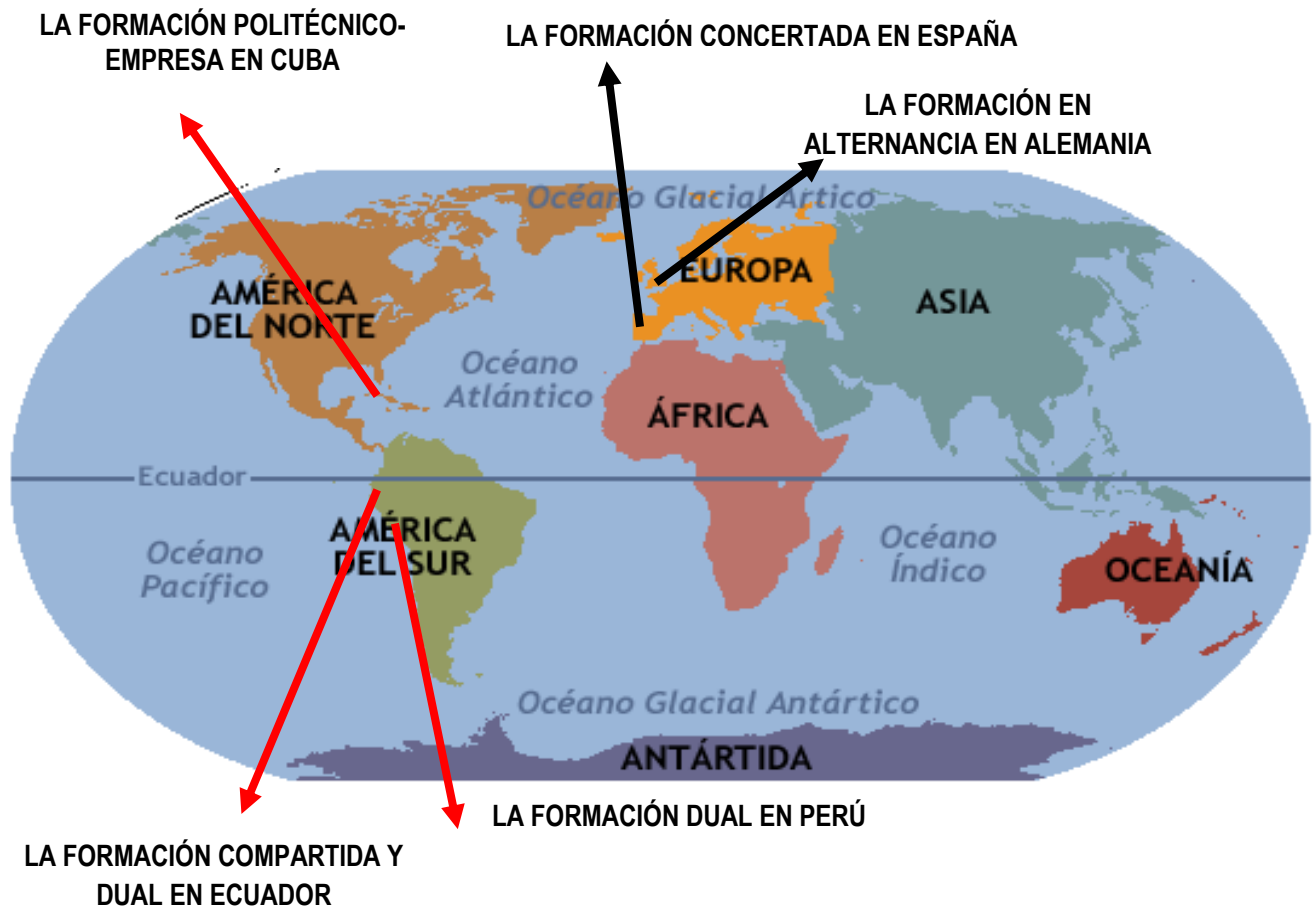 LA FORMACIÓN POLITÉCNICO-
EMPRESA EN CUBA
LA FORMACIÓN CONCERTADA EN ESPAÑA
LA FORMACIÓN EN
ALTERNANCIA EN ALEMANIA
Océano Glacial Ártico
AMÉRICA
DEL NORTE
EUROPA
ASIA
Océano
Atlántico
ÁFRICA
Ecuador
AMÉRICA
DEL SUR
Océano
Pacífico
Océano
Índico
OCEANÍA
Océano Glacial Antártico
ANTÁRTIDA
LA FORMACIÓN DUAL EN PERÚ
LA FORMACIÓN COMPARTIDA Y
DUAL EN ECUADOR